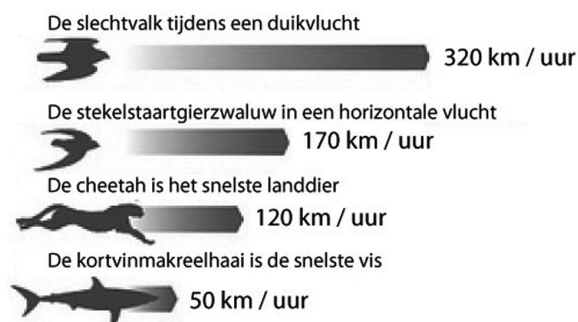 De slechtvalk tijdens een duikvlucht
320 km / uur
De stekelstaartgierzwaluw in een horizontale vlucht
170 km / uur
De cheetah is het snelste landdier
120 km / uur
De kortvinmakreelhaai is de snelste vis
50 km / uur